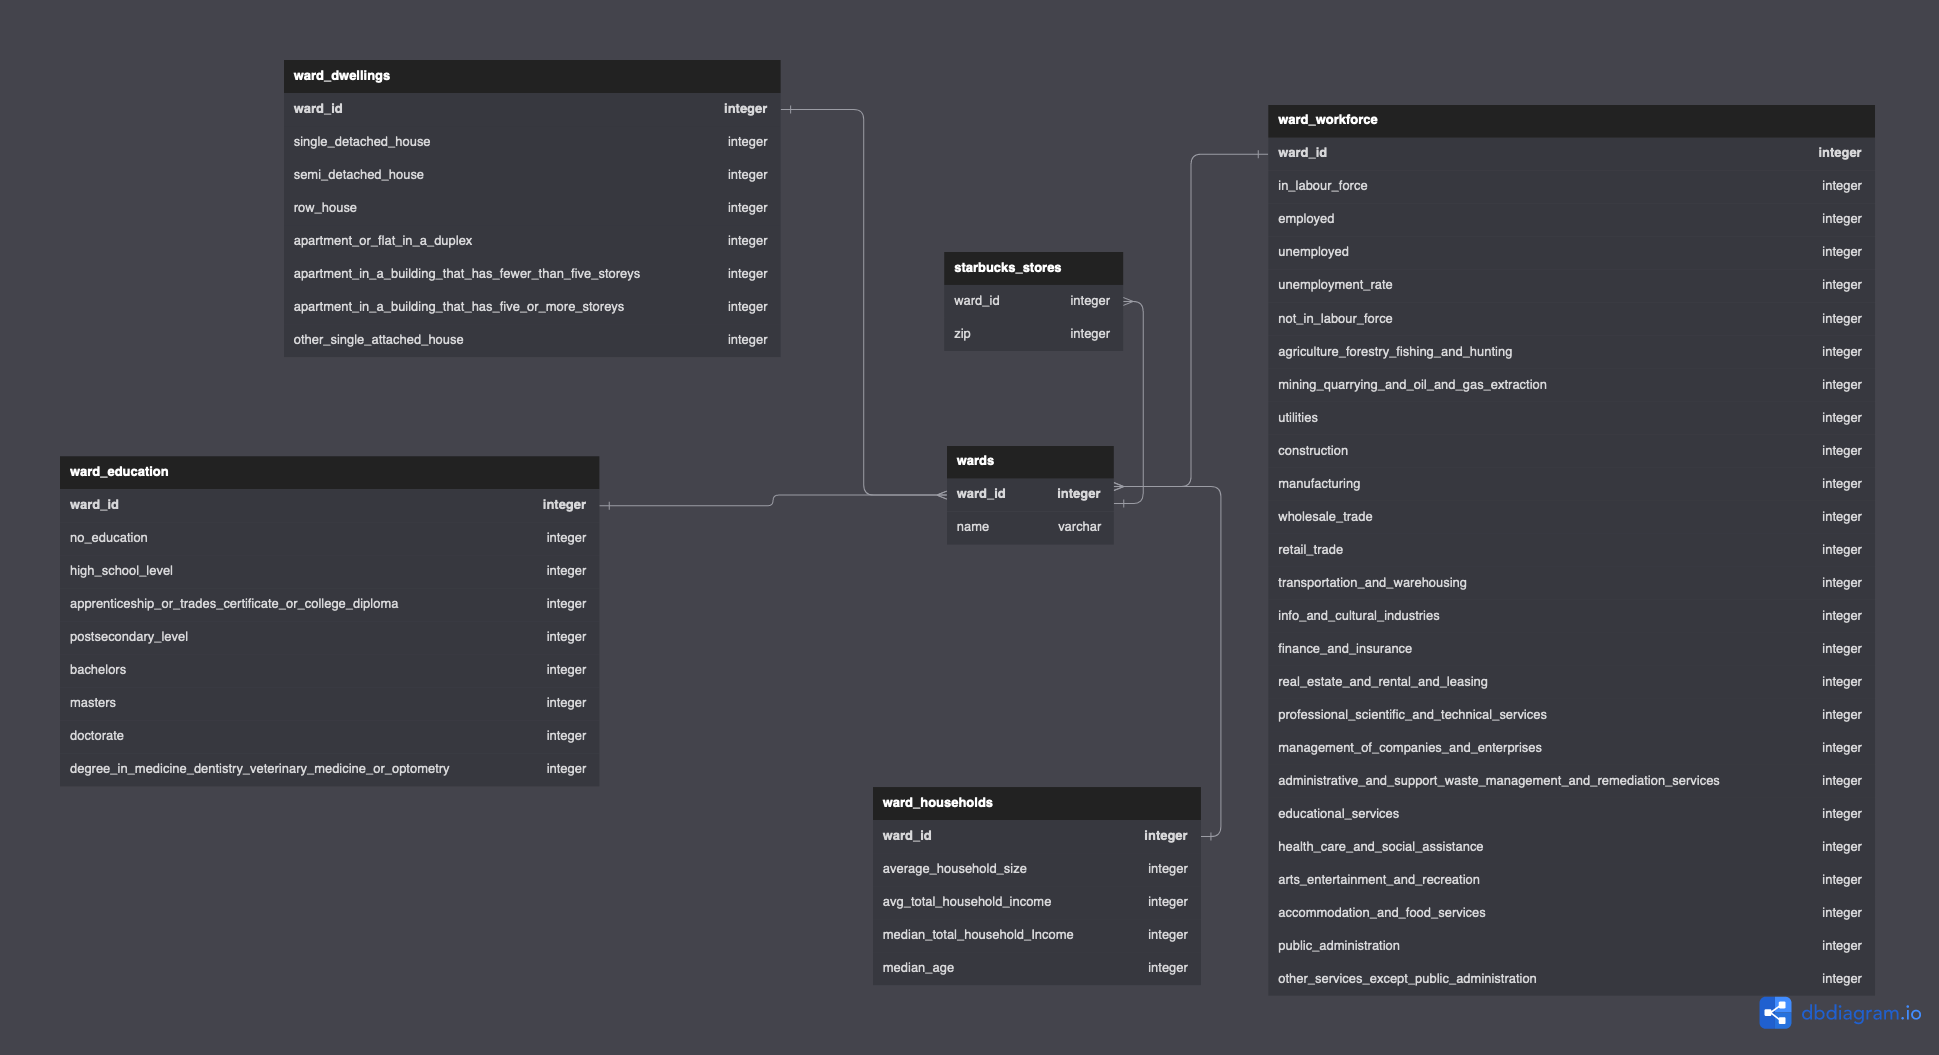 ward_dwellings
ward_id integer
single_detached_house integer
semi_detached_house integer
row_house integer
apartment_or_flat_in_a_duplex integer
apartment_in_a_building_that_has_fewer_than_five_storeys integer
apartment_in_a_building_that_has_five_or_more_storeys integer
other_single_attached_house integer
ward_education
ward_id integer
no_education integer
high_school_level integer
apprenticeship_or_trades_certificate_or_college_diploma integer
postsecondary_level integer
bachelors integer
masters integer
doctorate integer
degree_in_medicine_dentistry_veterinary_medicine_or_optometry integer
starbucks_stores
ward_id integer
zip integer
wards
ward_id integer
name varchar
ward_households
ward_id integer
average_household_size integer
avg_total_household_income integer
median_total_household_Income integer
median_age integer
ward_workforce
ward_id integer
in_labour_force integer
employed integer
unemployed integer
unemployment_rate integer
not_in_labour_force integer
agriculture_forestry_fishing_and_hunting integer
mining_quarrying_and_oil_and_gas_extraction integer
utilities integer
construction integer
manufacturing integer
wholesale_trade integer
retail_trade integer
transportation_and_warehousing integer
info_and_cultural_industries integer
finance_and_insurance integer
real_estate_and_rental_and_leasing integer
professional_scientific_and_technical_services integer
management_of_companies_and_enterprises integer
administrative_and_support_waste_management_and_remediation_services integer
educational_services integer
health_care_and_social_assistance integer
arts_entertainment_and_recreation integer
accommodation_and_food_services integer
public_administration integer
other_services_except_public_administration integer
dbdiagram.io